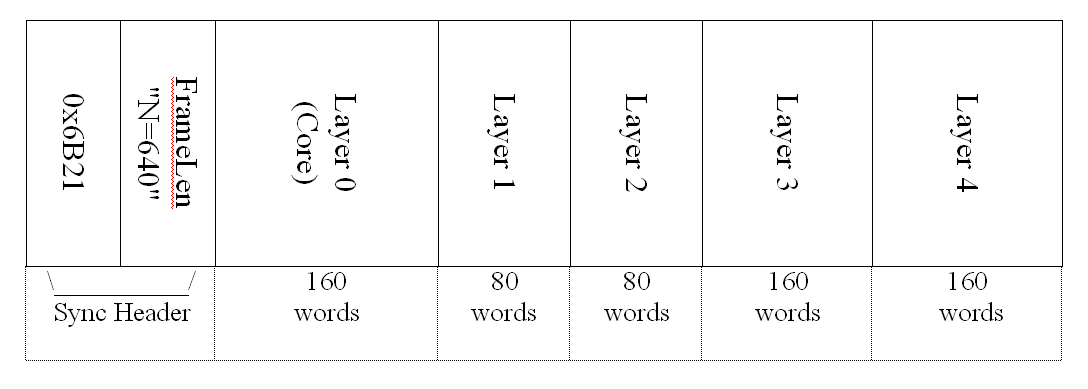 0x6B21
FrameLen
"N=640"
Layer 0
(Core)
Layer 1
Layer 2
Layer 3
Layer 4
Sync Header
160
words
80
words
80
words
160
words
160
words